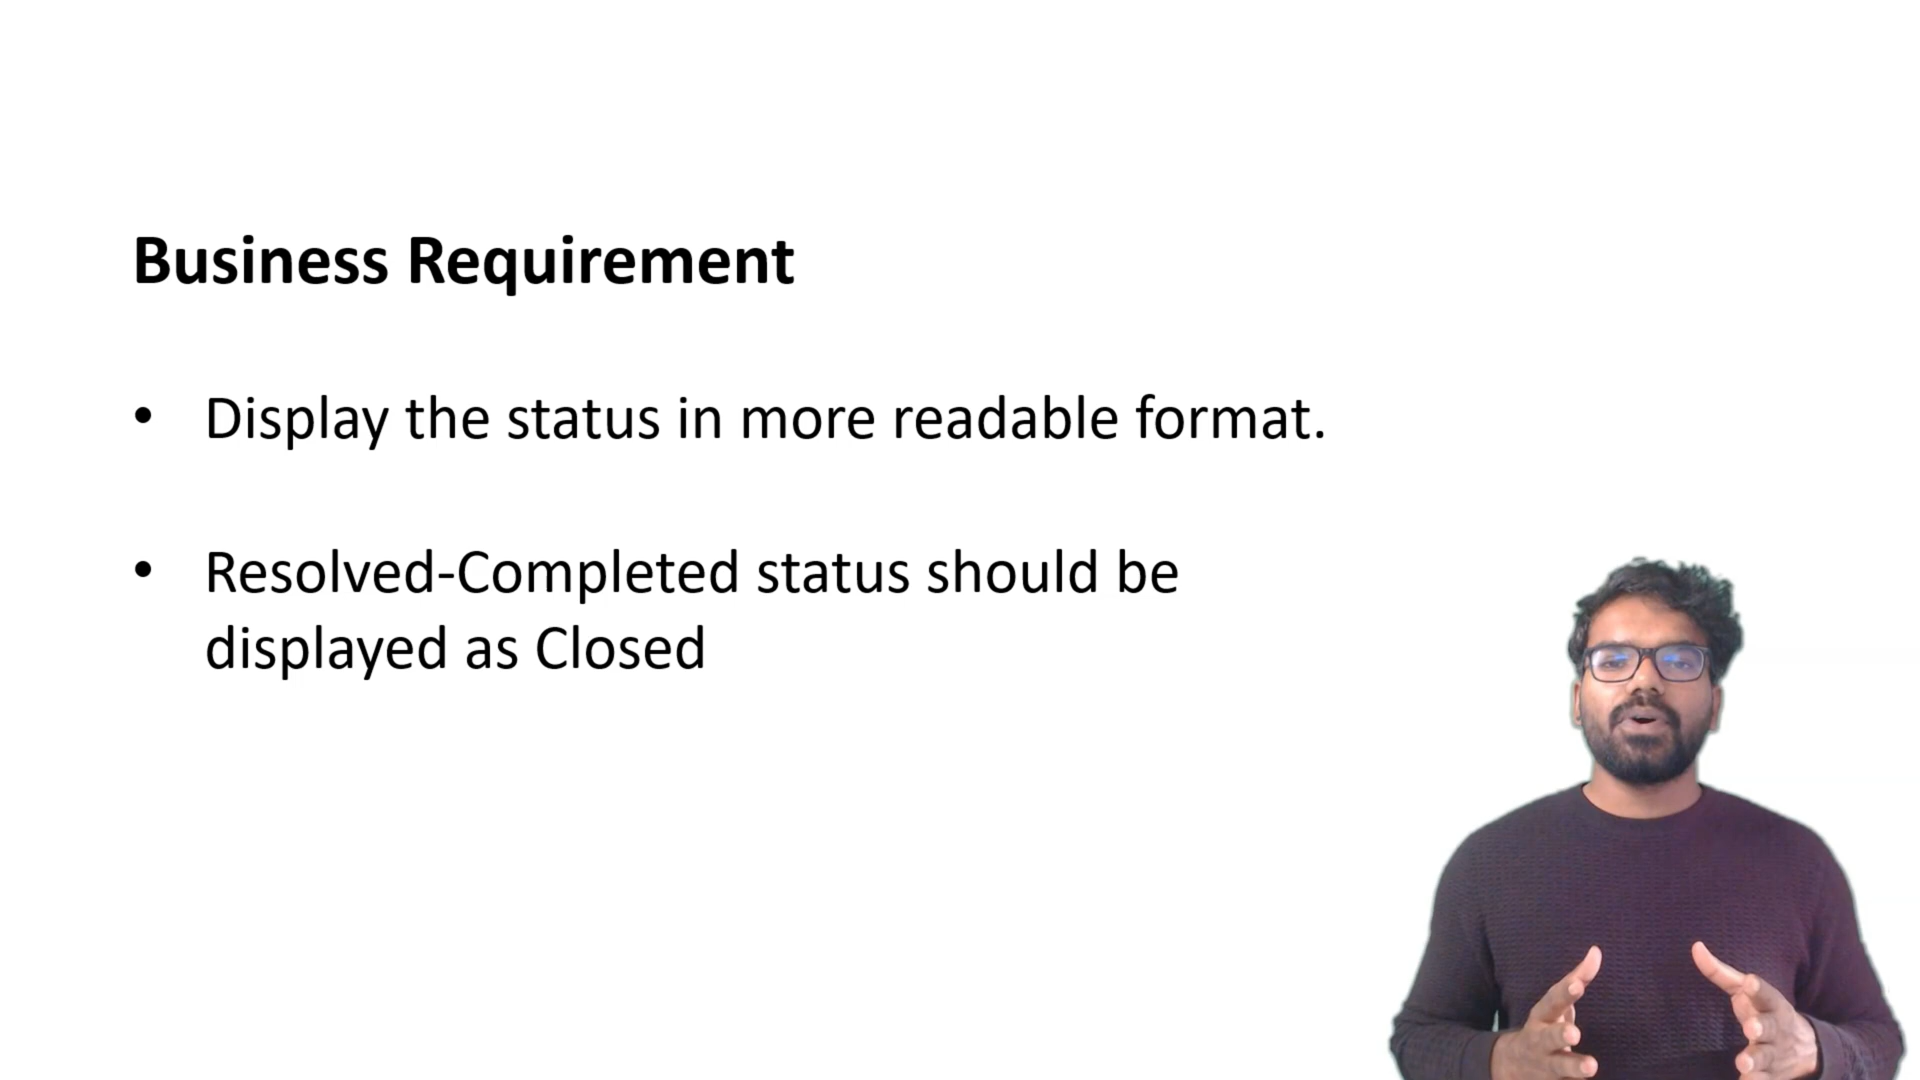 Business Requirement
• Display the status in more readable format.
• Resolved-Completed status should be
displayed as Closed